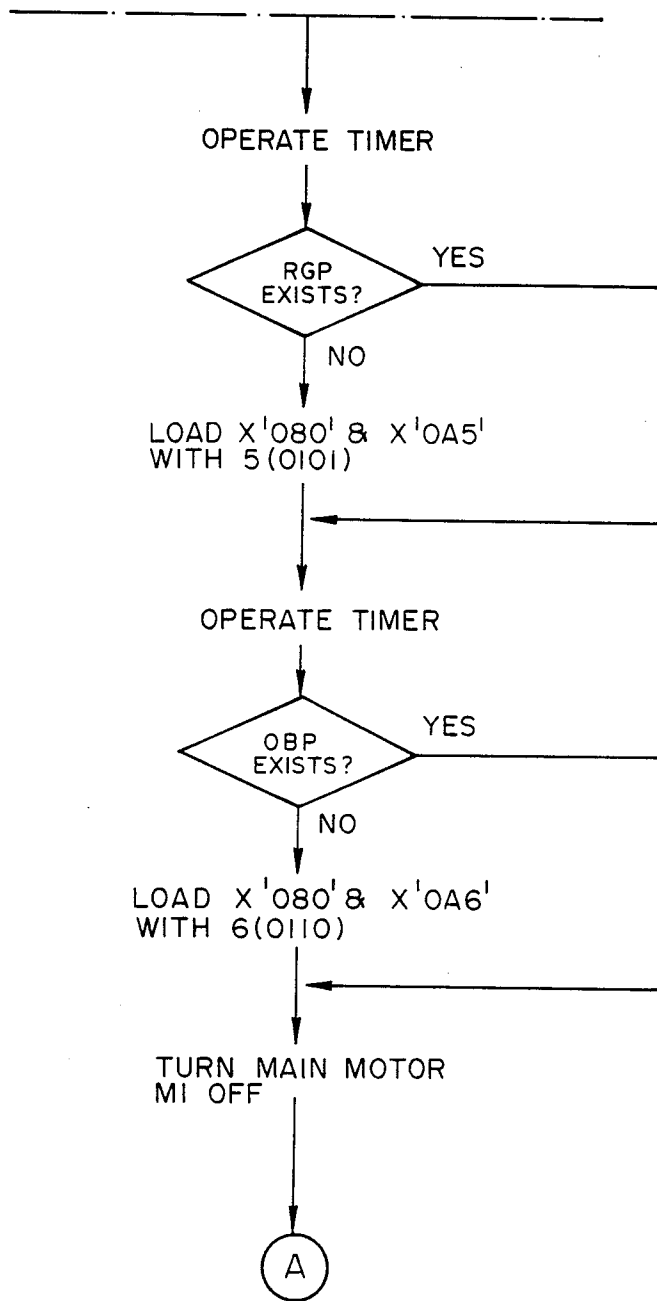 OPERATE TIMER
RGP
EXISTS?
YES
NO
LOAD X'080' & X'0A5'
WITH 5(0101)
OPERATE TIMER
OBP
EXISTS?
YES
NO
LOAD X'080' & X'0A6'
WITH 6(0110)
TURN MAIN MOTOR
M1 OFF
A